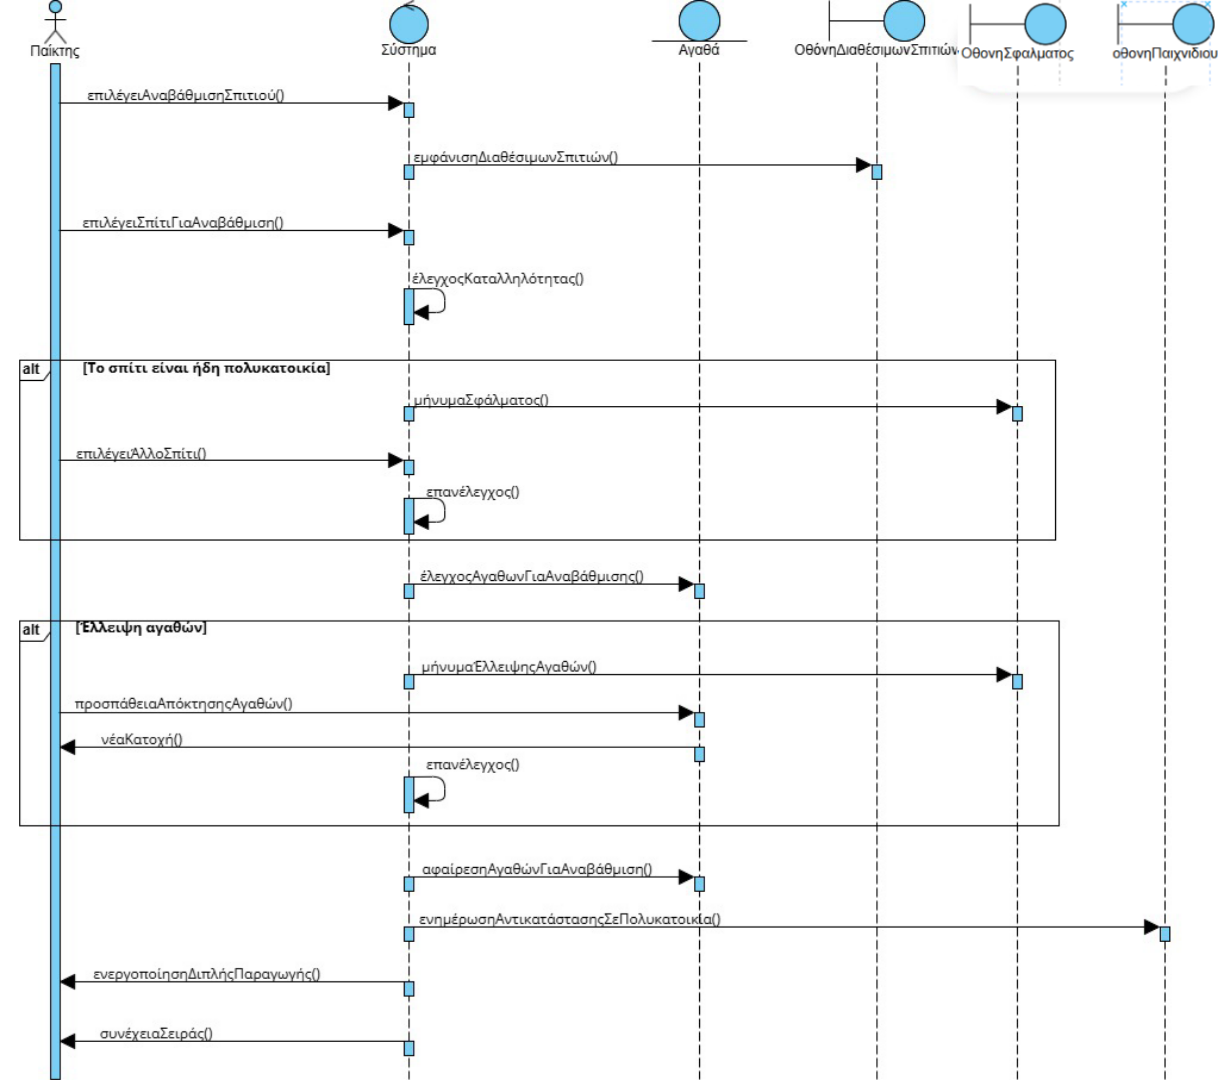 Παίκτης
Σύστημα
Αγαθά
ΟθόνηΔιαθέσιμωνΣπιτιών
ΟθονηΣφαλματος
οθονηΠαιχνιδιου
επιλέγειΑναβάθμισηΣπιτιού()
εμφάνισηΔιαθέσιμωνΣπιτιών()
επιλέγειΣπίτιΓιαΑναβάθμιση()
έλεγχοςΚαταλληλότητας()
alt
[Το σπίτι είναι ήδη πολυκατοικία]
μήνυμαΣφάλματος()
επιλέγειΆλλοΣπίτι()
επανέλεγχος()
έλεγχοςΑγαθωνΓιαΑναβάθμισης()
alt
[Έλλειψη αγαθών]
μήνυμαΈλλειψηςΑγαθών()
προσπάθειαΑπόκτησηςΑγαθών()
νέαΚατοχή()
επανέλεγχος()
αφαίρεσηΑγαθώνΓιαΑναβάθμιση()
ενημέρωσηΑντικατάστασηςΣεΠολυκατοικία()
ενεργοποίησηΔιπλήςΠαραγωγής()
συνέχειαΣειράς()